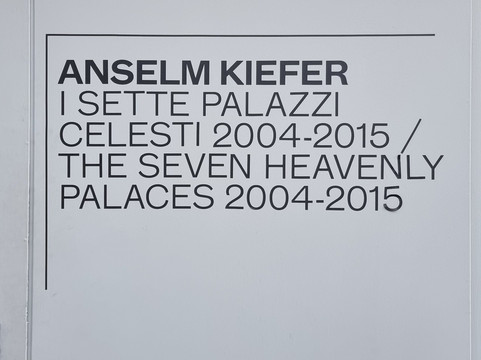 ANSELM KIEFER
I SETTE PALAZZI
CELESTI 2004-2015 /
THE SEVEN HEAVENLY
PALACES 2004-2015